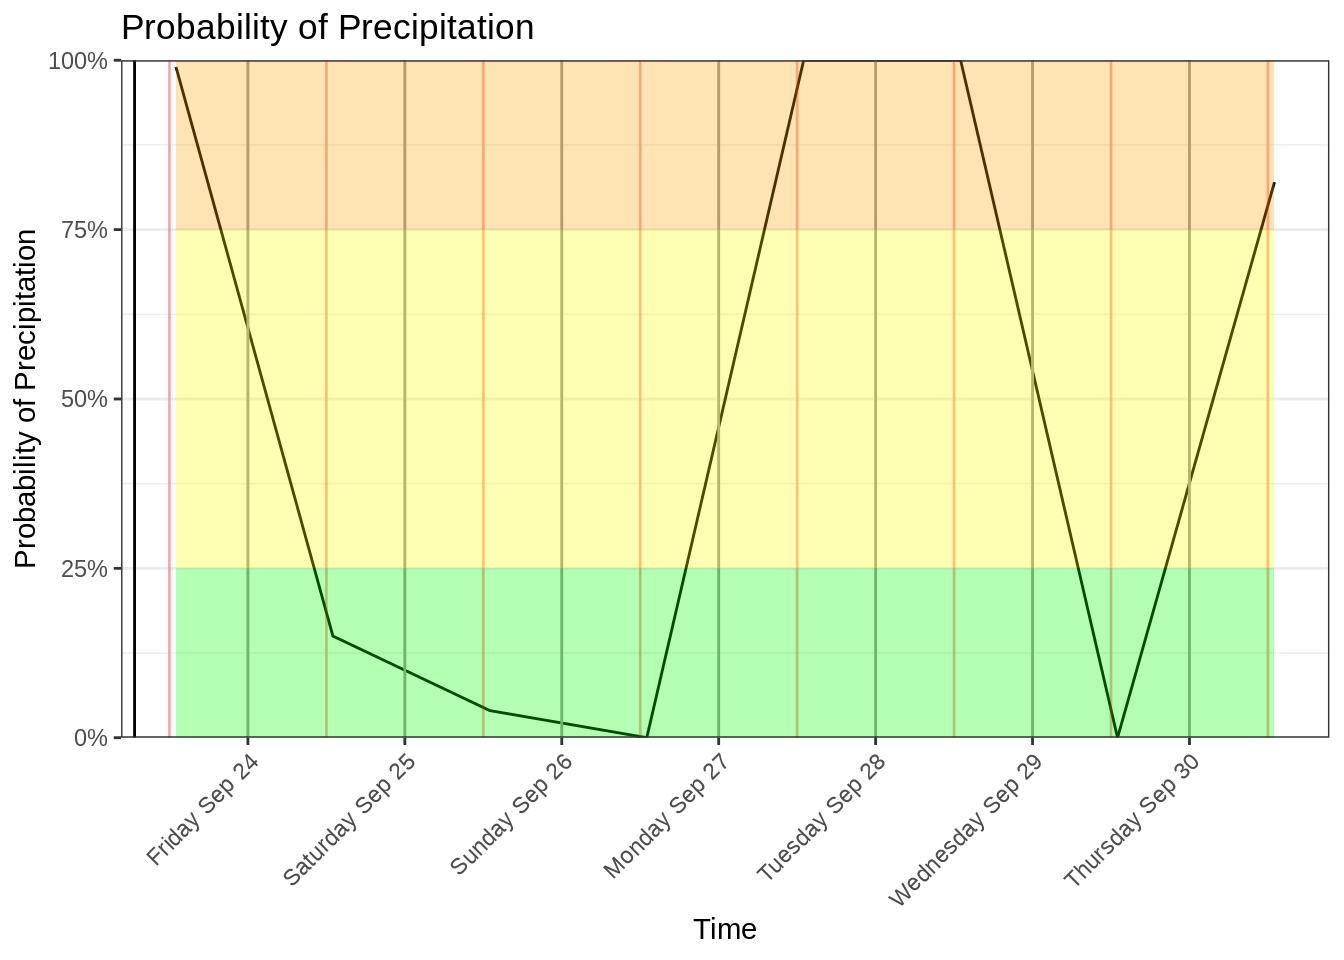 Probability of Precipitation
Probability of Precipitation
100%
75%
50%
25%
0%
Friday Sep 24
Saturday Sep 25
Sunday Sep 26
Monday Sep 27
Tuesday Sep 28
Wednesday Sep 29
Thursday Sep 30
Time